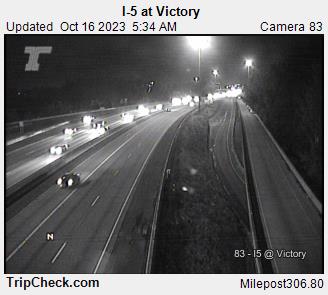 I-5 at Victory
Updated Oct 16 2023 5:34 AM Camera 83
T
N
83 - I5 @ Victory
TripCheck.com Milepost306.80